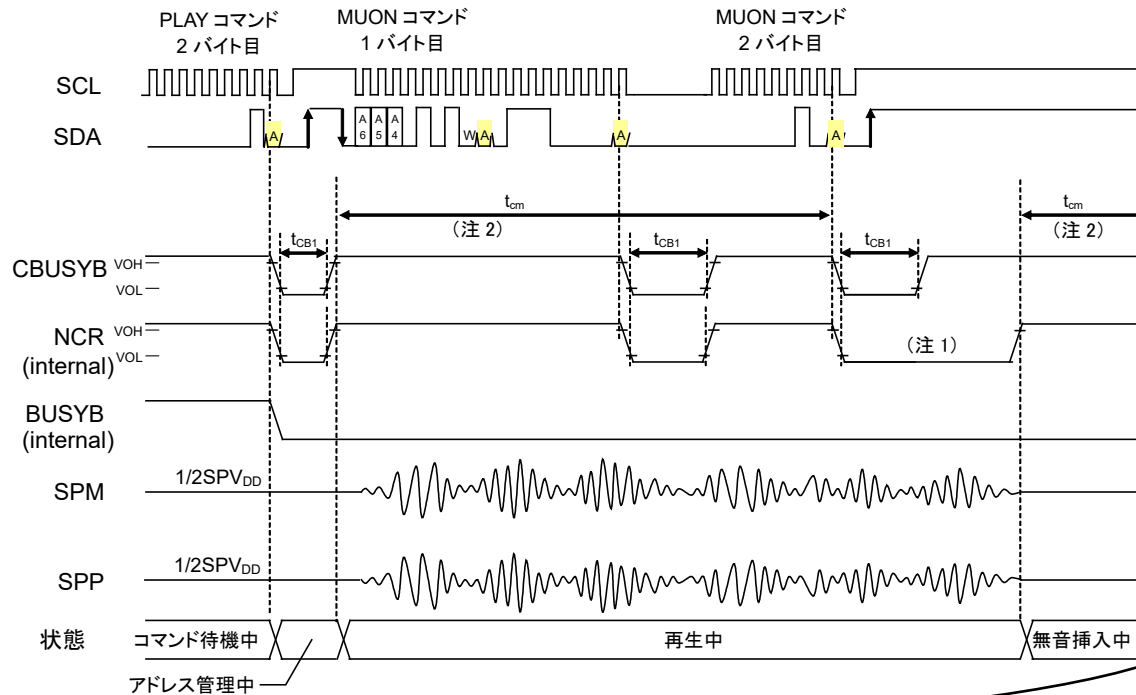 PLAY コマンド
2 バイト目
MUON コマンド
1 バイト目
MUON コマンド
2 バイト目
SCL
SDA
A
A6
A5
A4
W
A
A
A
tcm
(注 2)
tcm
(注 2)
tCB1
tCB1
tCB1
CBUSYB
VOH
VOL
NCR
(internal)
VOH
VOL
(注 1)
BUSYB
(internal)
SPM
1/2SPVDD
SPP
1/2SPVDD
状態
コマンド待機中
再生中
無音挿入中
アドレス管理中